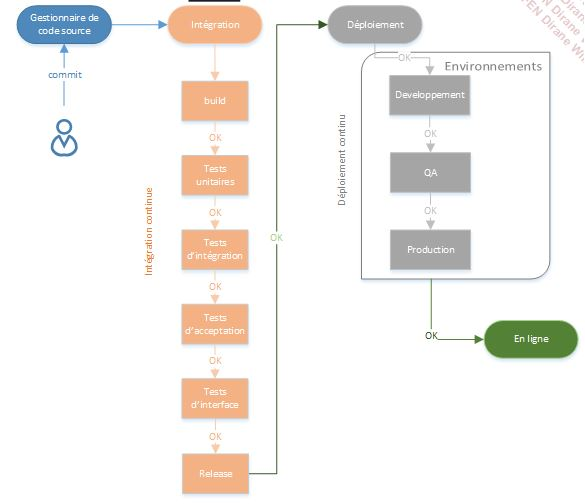 Gestionnaire de
code source
commit
Intégration
build
OK
Tests
unitaires
OK
Tests
d'intégration
OK
Tests
d'acceptation
OK
Tests
d'interface
OK
Release
Intégration continue
OK
Déploiement
OK
Environnements
Developpement
OK
QA
OK
Production
Déploiement continu
OK
En ligne